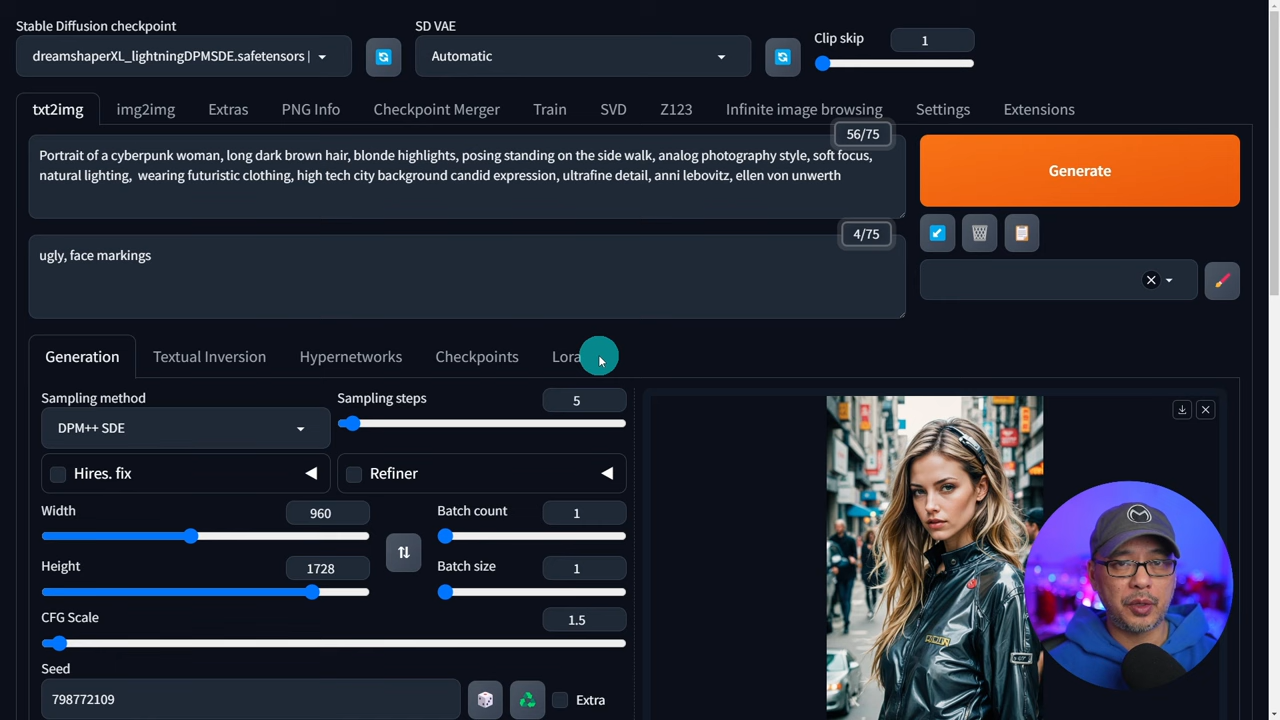 Stable Diffusion checkpoint
SD VAE
Clip skip
1
dreamshaperXL_lightningDPMSDE.safetensors |
Automatic
txt2img
img2img
Extras
PNG Info
Checkpoint Merger
Train
SVD
Z123
Infinite image browsing
Settings
Extensions
56/75
Portrait of a cyberpunk woman, long dark brown hair, blonde highlights, posing standing on the side walk, analog photography style, soft focus,
natural lighting,  wearing futuristic clothing, high tech city background candid expression, ultrafine detail, anni lebovitz, ellen von unwerth
Generate
4/75
ugly, face markings
Generation
Textual Inversion
Hypernetworks
Checkpoints
Lora
Sampling method
Sampling steps
5
DPM++ SDE
Hires. fix
Refiner
Width
960
Batch count
1
Height
1728
Batch size
1
CFG Scale
1.5
Seed
798772109
Extra